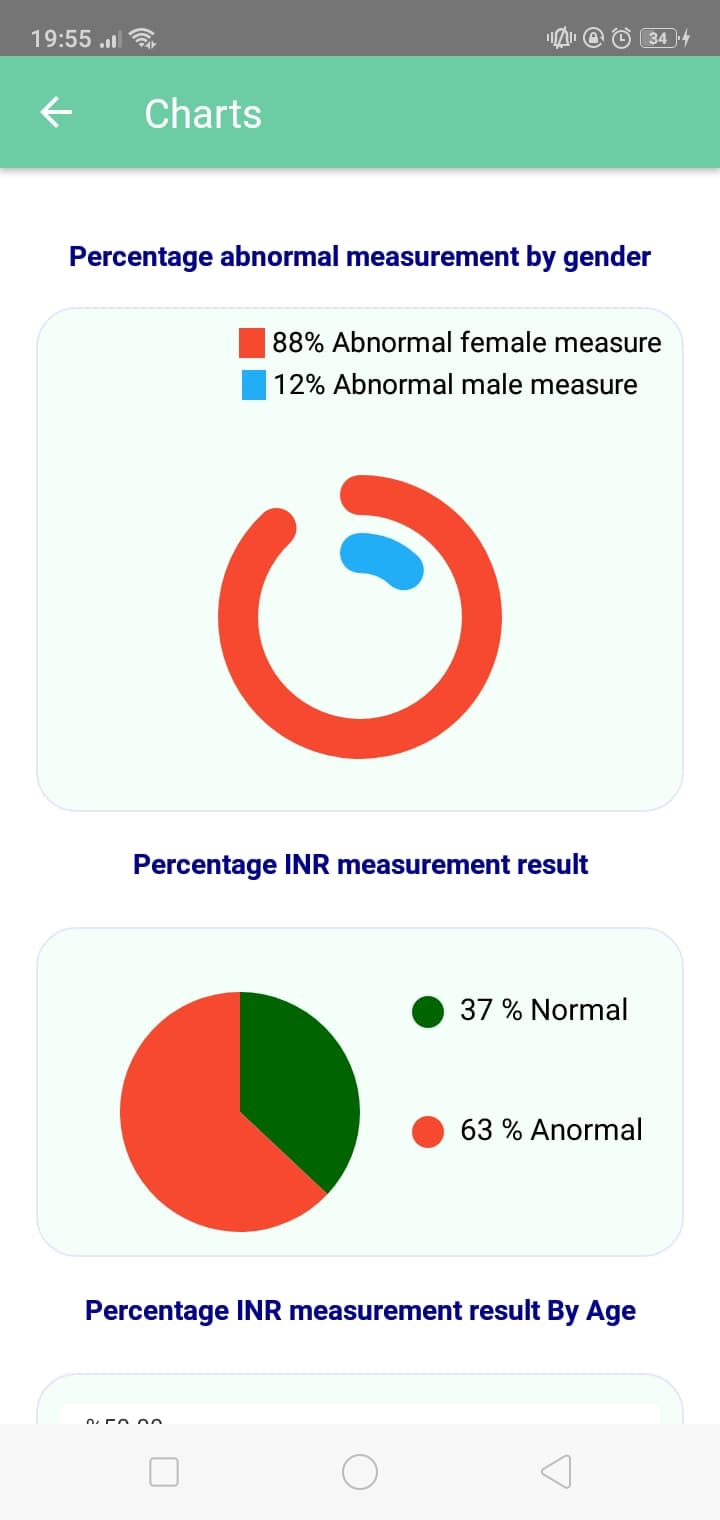 19:55
34
Charts
Percentage abnormal measurement by gender
88% Abnormal female measure
12% Abnormal male measure
Percentage INR measurement result
37 % Normal
63 % Anormal
Percentage INR measurement result By Age